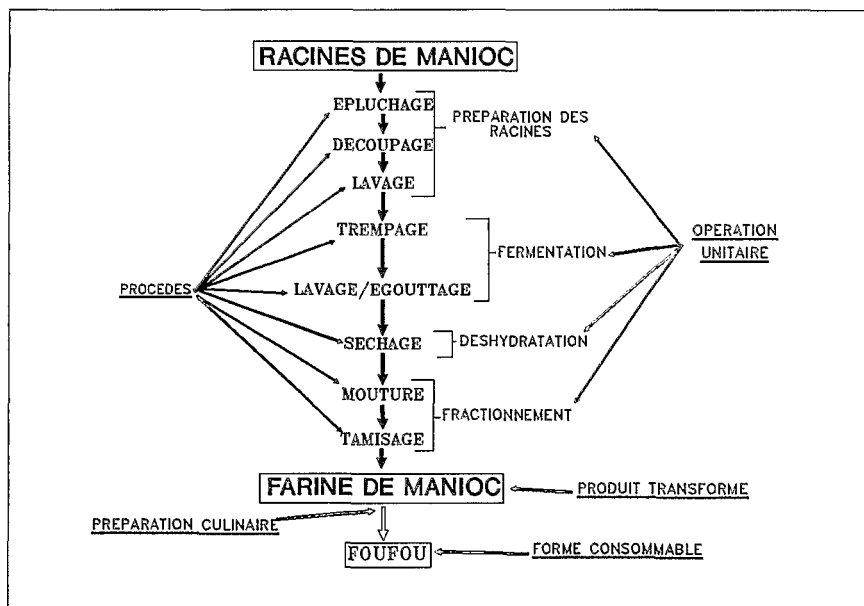 RACINES DE MANIOC
EPLUCHAGE
PREPARATION DES
RACINES
DECOUPAGE
LAVAGE
TREMPAGE
OPERATION
UNITAIRE
FERMENTATION
PROCEDES
LAVAGE/EGOUTTAGE
SECHAGE
DESHYDRATATION
MOUTURE
FRACTIONNEMENT
TAMISAGE
FARINE DE MANIOC
PRODUIT TRANSFORME
PREPARATION CULINAIRE
FOUFOU
FORME CONSOMMABLE